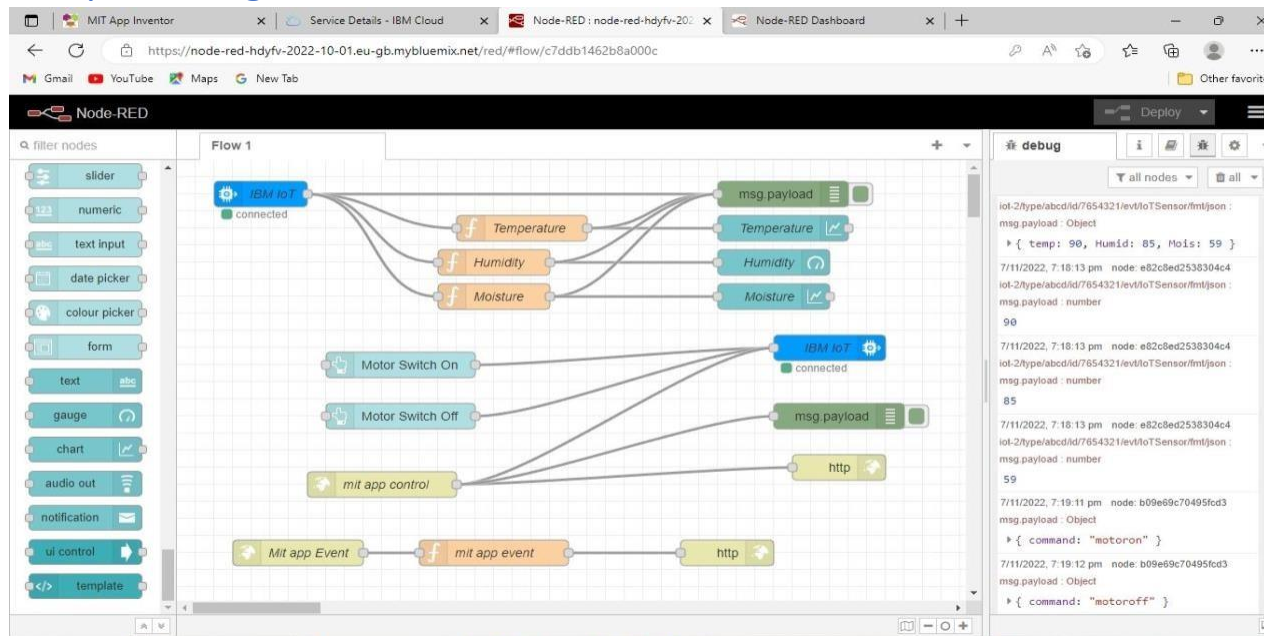 MIT App Inventor
Service Details - IBM Cloud
Node-RED : node-red-hdyfv-202
Node-RED Dashboard
https://node-red-hdyfv-2022-10-01.eu-gb.mybluemix.net/red/#flow/c7ddb1462b8a000c
Gmail YouTube Maps New Tab
Other favorit
Node-RED
Deploy
filter nodes
Flow 1
debug
all nodes
all
slider
numeric
text input
date picker
colour picker
form
text
gauge
chart
audio out
notification
ui control
template
IBM IoT
connected
Temperature
Humidity
Moisture
msg.payload
Temperature
Humidity
Moisture
Motor Switch On
Motor Switch Off
IBM IoT
connected
msg.payload
mit app control
http
Mit app Event
mit app event
http
iot-2/type/abcd/id/7654321/evt/IoTSensor/fmt/json :
msg.payload : Object
{ temp: 90, Humid: 85, Mois: 59 }
7/11/2022, 7:18:13 pm node: e82c8ed2538304c4
iot-2/type/abcd/id/7654321/evt/IoTSensor/fmt/json :
msg.payload : number
90
7/11/2022, 7:18:13 pm node: e82c8ed2538304c4
iot-2/type/abcd/id/7654321/evt/IoTSensor/fmt/json :
msg.payload : number
85
7/11/2022, 7:18:13 pm node: e82c8ed2538304c4
iot-2/type/abcd/id/7654321/evt/IoTSensor/fmt/json :
msg.payload : number
59
7/11/2022, 7:19:11 pm node: b09e69c70495fcd3
msg.payload : Object
{ command: "motoron" }
7/11/2022, 7:19:12 pm node: b09e69c70495fcd3
msg.payload : Object
{ command: "motoroff" }